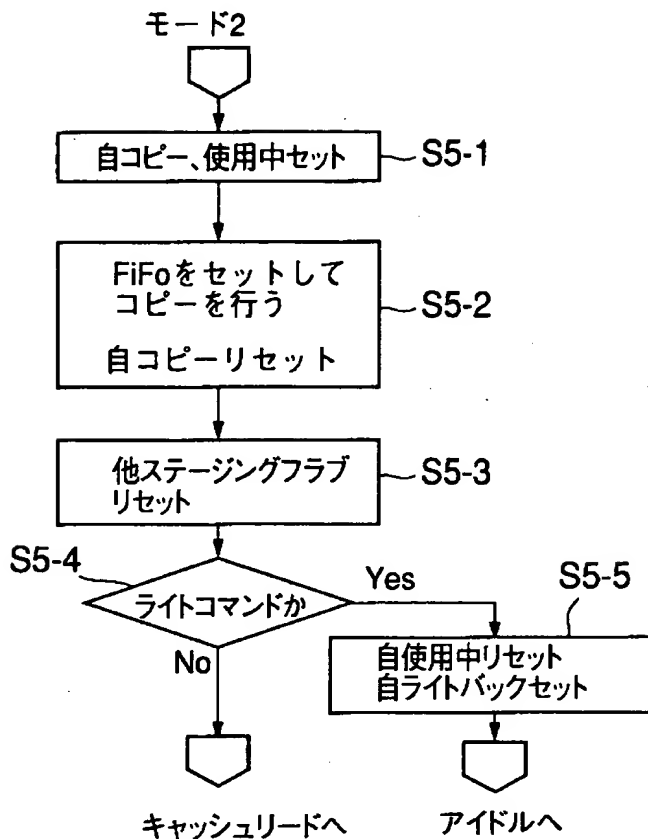 モード2
自コピー、使用中セット
S5-1
FiFoをセットして
コピーを行う
自コピーリセット
S5-2
他ステージングフラブ
リセット
S5-3
S5-4
ライトコマンドか
Yes
No
S5-5
自使用中リセット
自ライトバックセット
キャッシュリードへ
アイドルへ